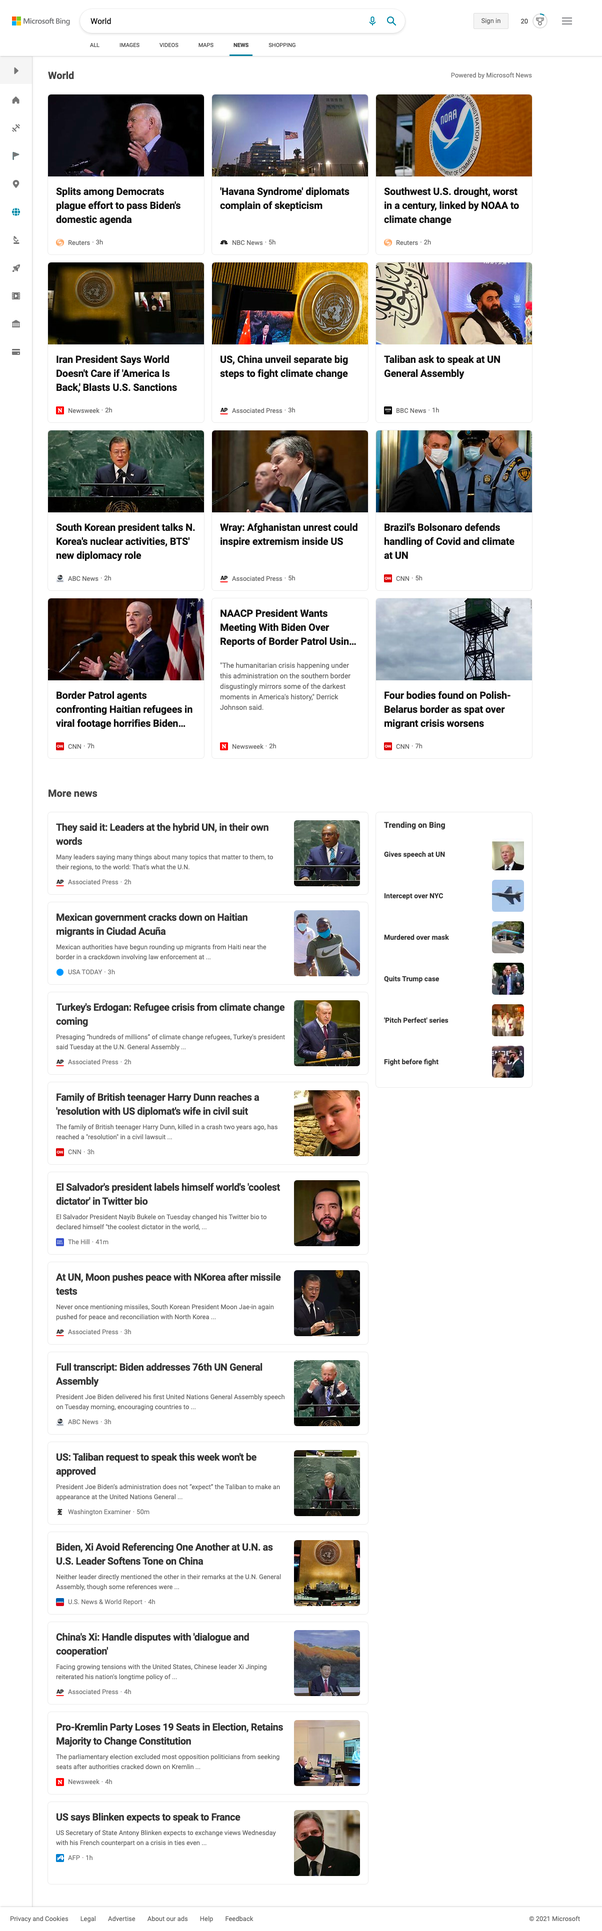 Microsoft Bing
World
Sign in
20
ALL
IMAGES
VIDEOS
MAPS
NEWS
SHOPPING
World
Powered by Microsoft News
Splits among Democrats
plague effort to pass Biden's
domestic agenda
Reuters · 3h
'Havana Syndrome' diplomats
complain of skepticism
NBC News · 5h
NOAA
Southwest U.S. drought, worst
in a century, linked by NOAA to
climate change
Reuters · 2h
Iran President Says World
Doesn't Care if 'America Is
Back,' Blasts U.S. Sanctions
Newsweek · 2h
US, China unveil separate big
steps to fight climate change
AP Associated Press · 3h
Taliban ask to speak at UN
General Assembly
BBC News · 1h
South Korean president talks N.
Korea's nuclear activities, BTS'
new diplomacy role
ABC News · 2h
Wray: Afghanistan unrest could
inspire extremism inside US
AP Associated Press · 5h
Brazil's Bolsonaro defends
handling of Covid and climate
at UN
CNN · 5h
Border Patrol agents
confronting Haitian refugees in
viral footage horrifies Biden...
CNN · 7h
NAACP President Wants
Meeting With Biden Over
Reports of Border Patrol Usin...
"The humanitarian crisis happening under
this administration on the southern border
disgustingly mirrors some of the darkest
moments in America's history," Derrick
Johnson said.
Newsweek · 2h
Four bodies found on Polish-
Belarus border as spat over
migrant crisis worsens
CNN · 7h
More news
They said it: Leaders at the hybrid UN, in their own
words
Many leaders saying many things about many topics that matter to them, to
their regions, to the world: That's what the U.N.
AP Associated Press · 2h
Mexican government cracks down on Haitian
migrants in Ciudad Acuña
Mexican authorities have begun rounding up migrants from Haiti near the
border in a crackdown involving law enforcement at ...
USA TODAY · 3h
Turkey's Erdogan: Refugee crisis from climate change
coming
Presaging "hundreds of millions" of climate change refugees, Turkey's president
said Tuesday at the U.N. General Assembly ...
AP Associated Press · 2h
Family of British teenager Harry Dunn reaches a
'resolution with US diplomat's wife in civil suit
The family of British teenager Harry Dunn, killed in a crash two years ago, has
reached a "resolution" in a civil lawsuit ...
CNN · 3h
El Salvador's president labels himself world's 'coolest
dictator' in Twitter bio
El Salvador President Nayib Bukele on Tuesday changed his Twitter bio to
declared himself "the coolest dictator in the world, ...
The Hill · 41m
At UN, Moon pushes peace with NKorea after missile
tests
Never once mentioning missiles, South Korean President Moon Jae-in again
pushed for peace and reconciliation with North Korea ...
AP Associated Press · 3h
Full transcript: Biden addresses 76th UN General
Assembly
President Joe Biden delivered his first United Nations General Assembly speech
on Tuesday morning, encouraging countries to ...
ABC News · 3h
US: Taliban request to speak this week won't be
approved
President Joe Biden's administration does not "expect" the Taliban to make an
appearance at the United Nations General ...
Washington Examiner · 50m
Biden, Xi Avoid Referencing One Another at U.N. as
U.S. Leader Softens Tone on China
Neither leader directly mentioned the other in their remarks at the U.N. General
Assembly, though some references were ...
U.S. News & World Report · 4h
China's Xi: Handle disputes with 'dialogue and
cooperation'
Facing growing tensions with the United States, Chinese leader Xi Jinping
reiterated his nation's longtime policy of ...
AP Associated Press · 4h
Pro-Kremlin Party Loses 19 Seats in Election, Retains
Majority to Change Constitution
The parliamentary election excluded most opposition politicians from seeking
seats after authorities cracked down on Kremlin ...
Newsweek · 4h
US says Blinken expects to speak to France
US Secretary of State Antony Blinken expects to exchange views Wednesday
with his French counterpart on a crisis in ties even ...
AFP · 1h
Trending on Bing
Gives speech at UN
Intercept over NYC
Murdered over mask
Quits Trump case
'Pitch Perfect' series
Fight before fight
Privacy and Cookies
Legal
Advertise
About our ads
Help
Feedback
© 2021 Microsoft